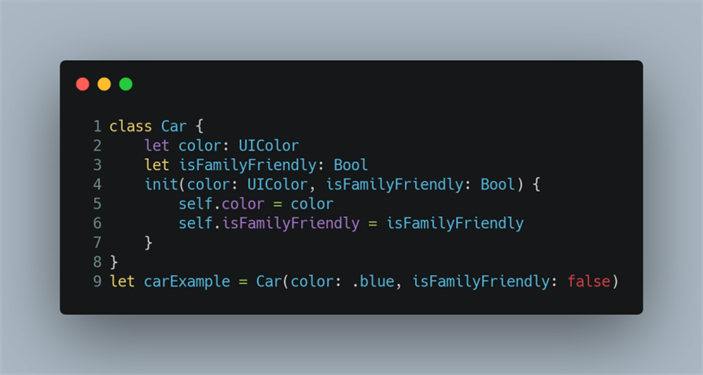 1 class Car {
2     let color: UIColor
3     let isFamilyFriendly: Bool
4     init(color: UIColor, isFamilyFriendly: Bool) {
5         self.color = color
6         self.isFamilyFriendly = isFamilyFriendly
7     }
8 }
9 let carExample = Car(color: .blue, isFamilyFriendly: false)